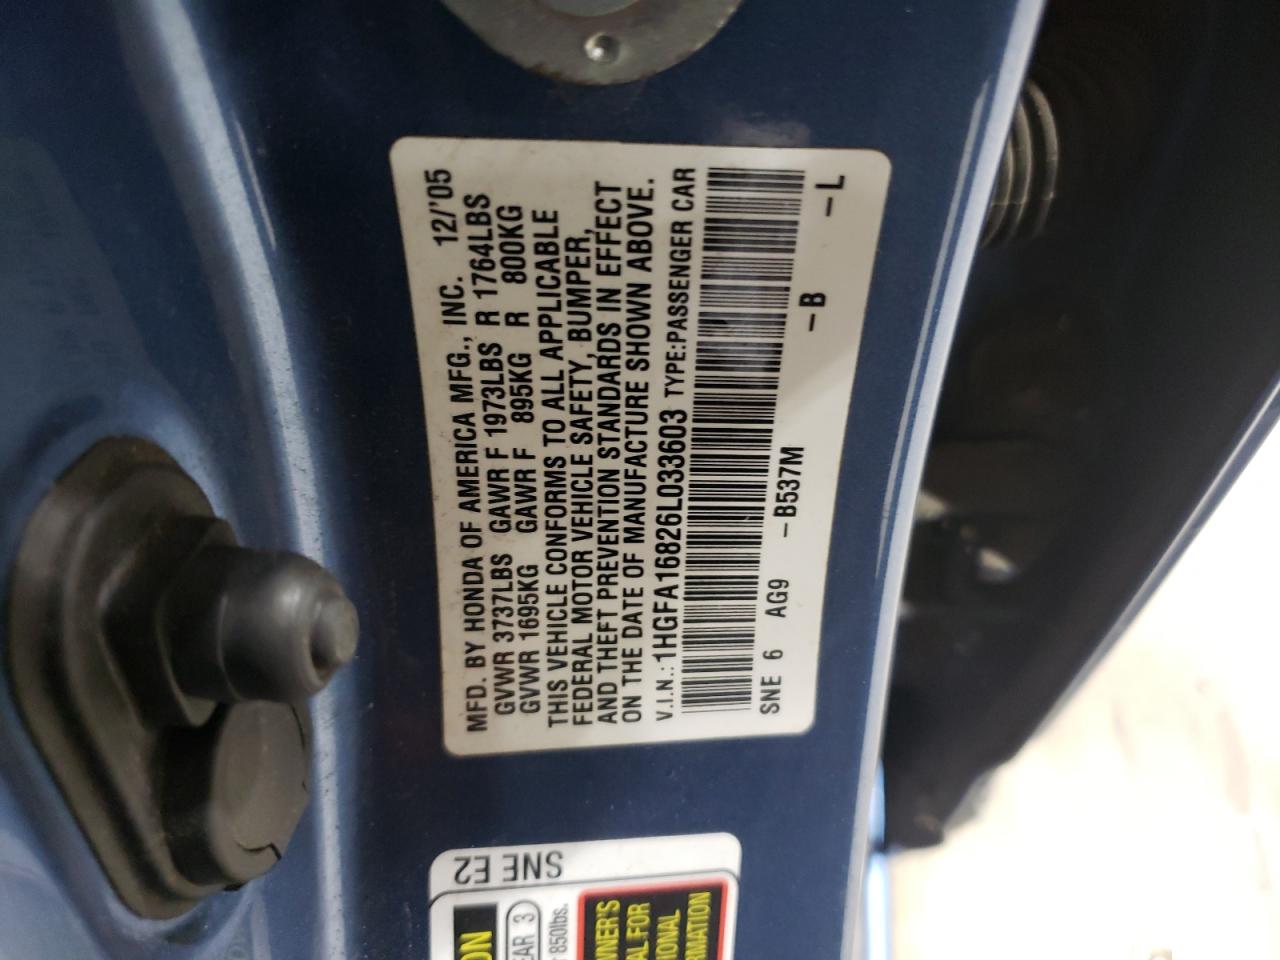 MFD. BY HONDA OF AMERICA MFG., INC. 12/'05
GVWR 3737LBS GAWR F 1973LBS R 1764LBS
GVWR 1695KG GAWR F 895KG R 800KG
THIS VEHICLE CONFORMS TO ALL APPLICABLE
FEDERAL MOTOR VEHICLE SAFETY, BUMPER,
AND THEFT PREVENTION STANDARDS IN EFFECT
ON THE DATE OF MANUFACTURE SHOWN ABOVE.
V.I.N.: 1HGFA16826L033603 TYPE:PASSENGER CAR
SNE 6 AG9 -B537M -B -L
SNE E2
850lbs.